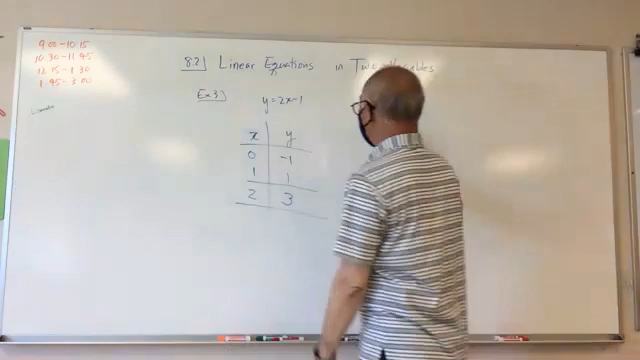 9:00-10:15
10:30-11:45
12:15-1:30
1:45-3:00
8.2] Linear Equations in Two Variables
Ex 3)
y=2x-1
x y
0 -1
1 1
2 3